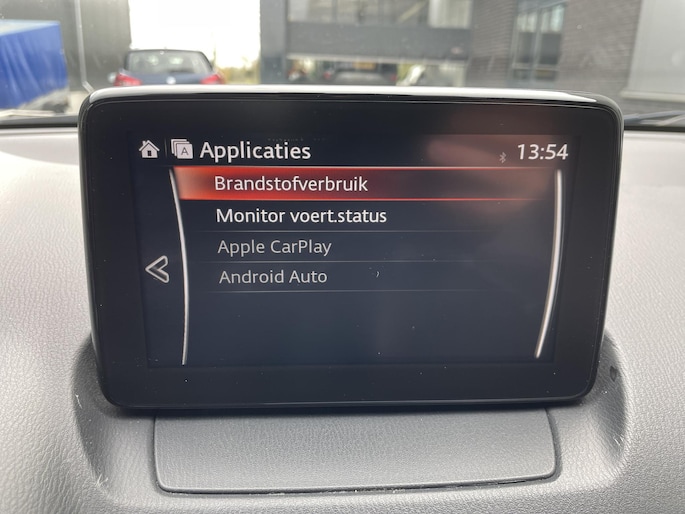 A Applicaties 13:54
Brandstofverbruik
Monitor voert.status
Apple CarPlay
Android Auto